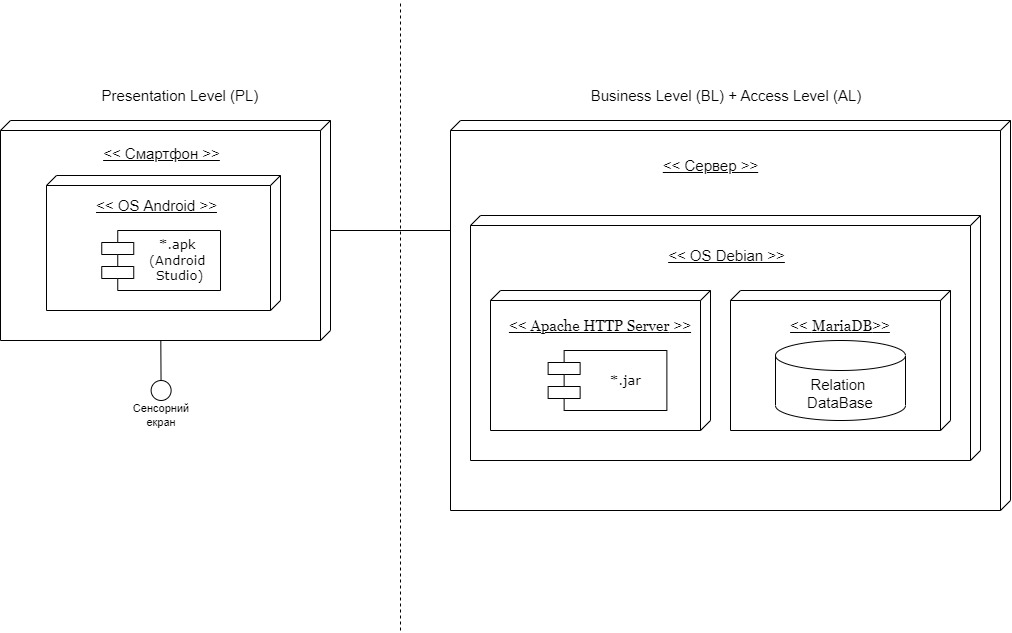 Presentation Level (PL)
Business Level (BL) + Access Level (AL)
<< Смартфон >>
<< Сервер >>
<< OS Android >>
*.apk
(Android
Studio)
<< OS Debian >>
<< Apache HTTP Server >>
*.jar
<< MariaDB>>
Relation
DataBase
Сенсорний
екран